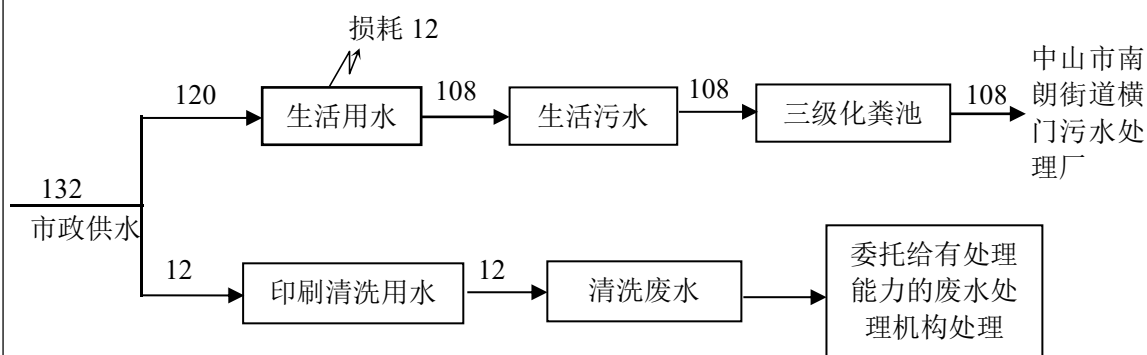 损耗 12
120
生活用水
108
生活污水
108
三级化粪池
108
中山市南
朗街道横
门污水处
理厂
132
市政供水
12
印刷清洗用水
12
清洗废水
委托给有处理
能力的废水处
理机构处理